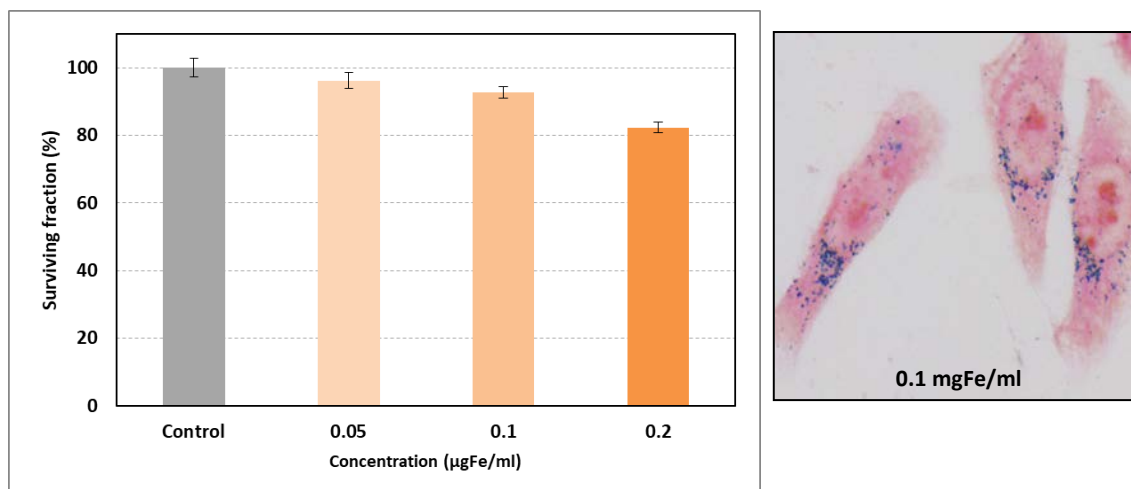 100
80
60
40
20
0
Surviving fraction (%)
Control 0.05 0.1 0.2
Concentration (µgFe/ml)
0.1 mgFe/ml